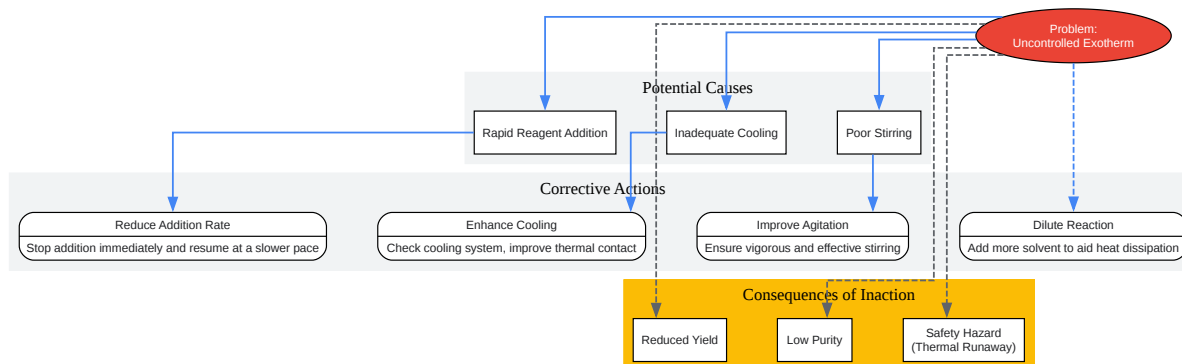 Problem:
Uncontrolled Exotherm
Potential Causes
Rapid Reagent Addition
Inadequate Cooling
Poor Stirring
Corrective Actions
Reduce Addition Rate
Stop addition immediately and resume at a slower pace
Enhance Cooling
Check cooling system, improve thermal contact
Improve Agitation
Ensure vigorous and effective stirring
Dilute Reaction
Add more solvent to aid heat dissipation
Consequences of Inaction
Reduced Yield
Low Purity
Safety Hazard
(Thermal Runaway)